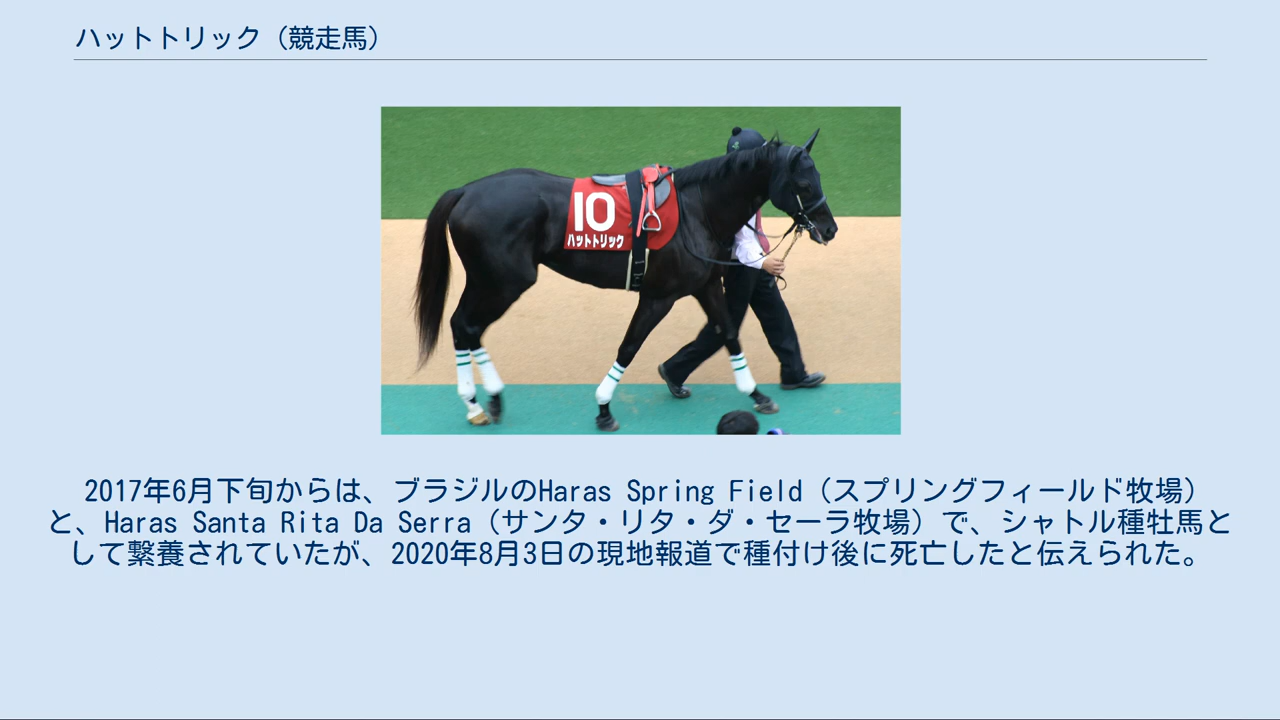 ハットトリック（競走馬）
10
ハットトリック
2017年6月下旬からは、ブラジルのHaras Spring Field（スプリングフィールド牧場）
と、Haras Santa Rita Da Serra（サンタ・リタ・ダ・セーラ牧場）で、シャトル種牡馬と
して繋養されていたが、2020年8月3日の現地報道で種付け後に死亡したと伝えられた。